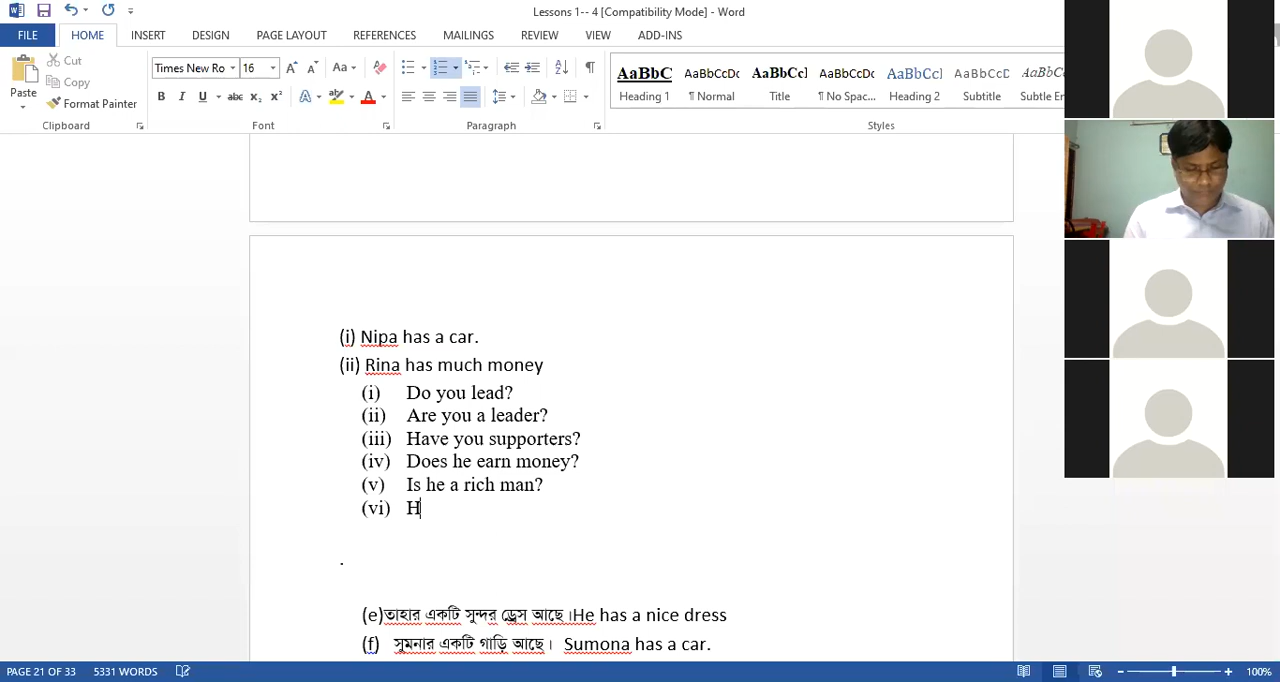 Lessons 1-- 4 [Compatibility Mode] - Word
FILE HOME INSERT DESIGN PAGE LAYOUT REFERENCES MAILINGS REVIEW VIEW ADD-INS
Cut
Copy
Format Painter
Paste
Times New Ro 16
AaBbC AaBbCcDc AaBbCc] AaBbCcDc AaBbCcl AaBbCcD AaBbCcL
Heading 1 ¶ Normal Title ¶ No Spac... Heading 2 Subtitle Subtle Em
Clipboard Font Paragraph Styles
(i) Nipa has a car.
(ii) Rina has much money
(i) Do you lead?
(ii) Are you a leader?
(iii) Have you supporters?
(iv) Does he earn money?
(v) Is he a rich man?
(vi) H
.
(e)তাহার একটি সুন্দর ড্রেস আছে।He has a nice dress
(f) সুমনার একটি গাড়ি আছে। Sumona has a car.
PAGE 21 OF 33 5331 WORDS 100%